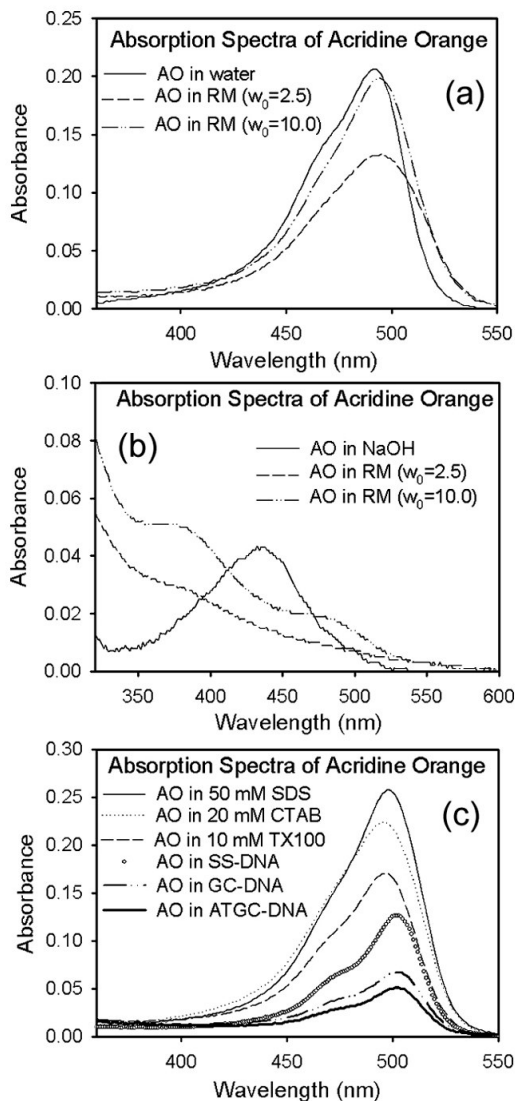 Absorption Spectra of Acridine Orange
(a)
AO in water
AO in RM (w₀=2.5)
AO in RM (w₀=10.0)
0.25
0.20
0.15
0.10
0.05
0.00
Absorbance
400 450 500 550
Wavelength (nm)
Absorption Spectra of Acridine Orange
(b)
AO in NaOH
AO in RM (w₀=2.5)
AO in RM (w₀=10.0)
0.10
0.08
0.06
0.04
0.02
0.00
Absorbance
350 400 450 500 550 600
Wavelength (nm)
Absorption Spectra of Acridine Orange
(c)
AO in 50 mM SDS
AO in 20 mM CTAB
AO in 10 mM TX100
AO in SS-DNA
AO in GC-DNA
AO in ATGC-DNA
0.30
0.25
0.20
0.15
0.10
0.05
0.00
Absorbance
400 450 500 550
Wavelength (nm)